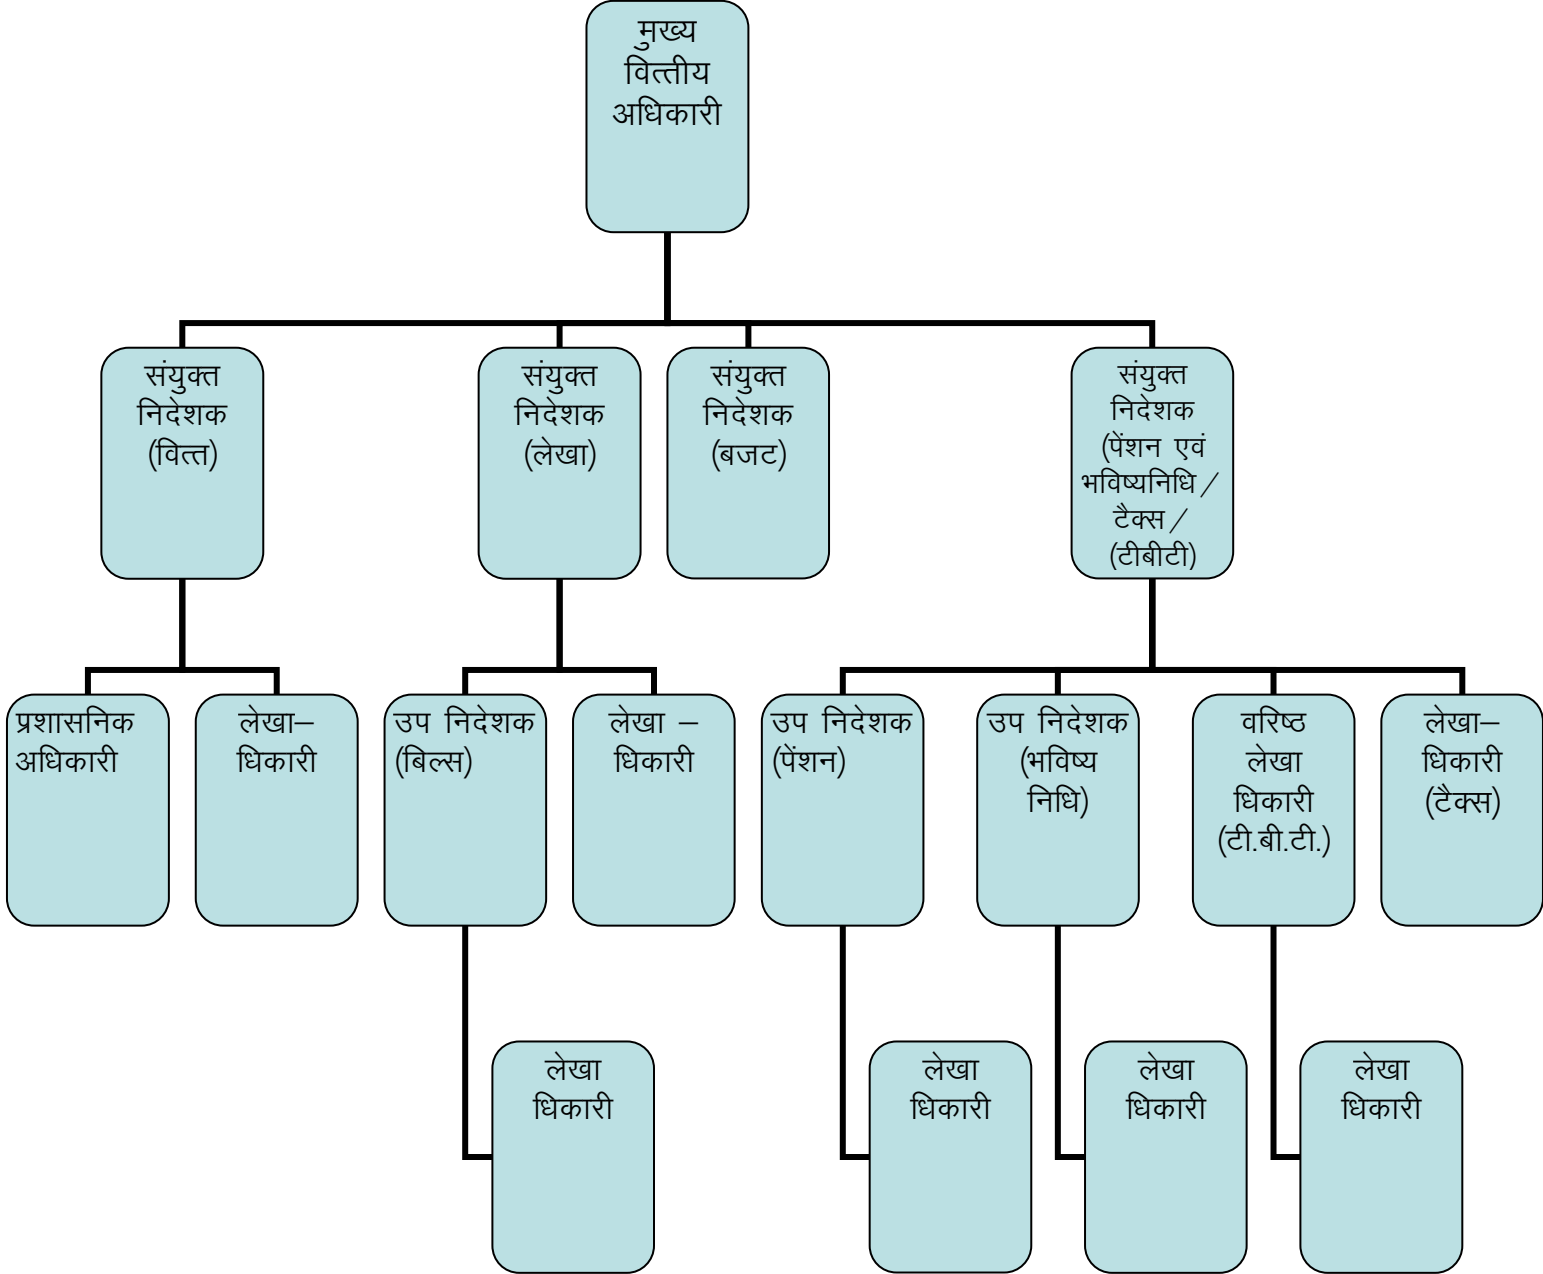 मुख्य
वित्तीय
अधिकारी
संयुक्त
निदेशक
(वित्त)
संयुक्त
निदेशक
(लेखा)
संयुक्त
निदेशक
(बजट)
संयुक्त
निदेशक
(पेंशन एवं
भविष्यनिधि /
टैक्स /
(टीबीटी)
प्रशासनिक
अधिकारी
लेखा–
धिकारी
उप निदेशक
(बिल्स)
लेखा –
धिकारी
उप निदेशक
(पेंशन)
उप निदेशक
(भविष्य
निधि)
वरिष्ठ
लेखा
धिकारी
(टी.बी.टी.)
लेखा–
धिकारी
(टैक्स)
लेखा
धिकारी
लेखा
धिकारी
लेखा
धिकारी
लेखा
धिकारी